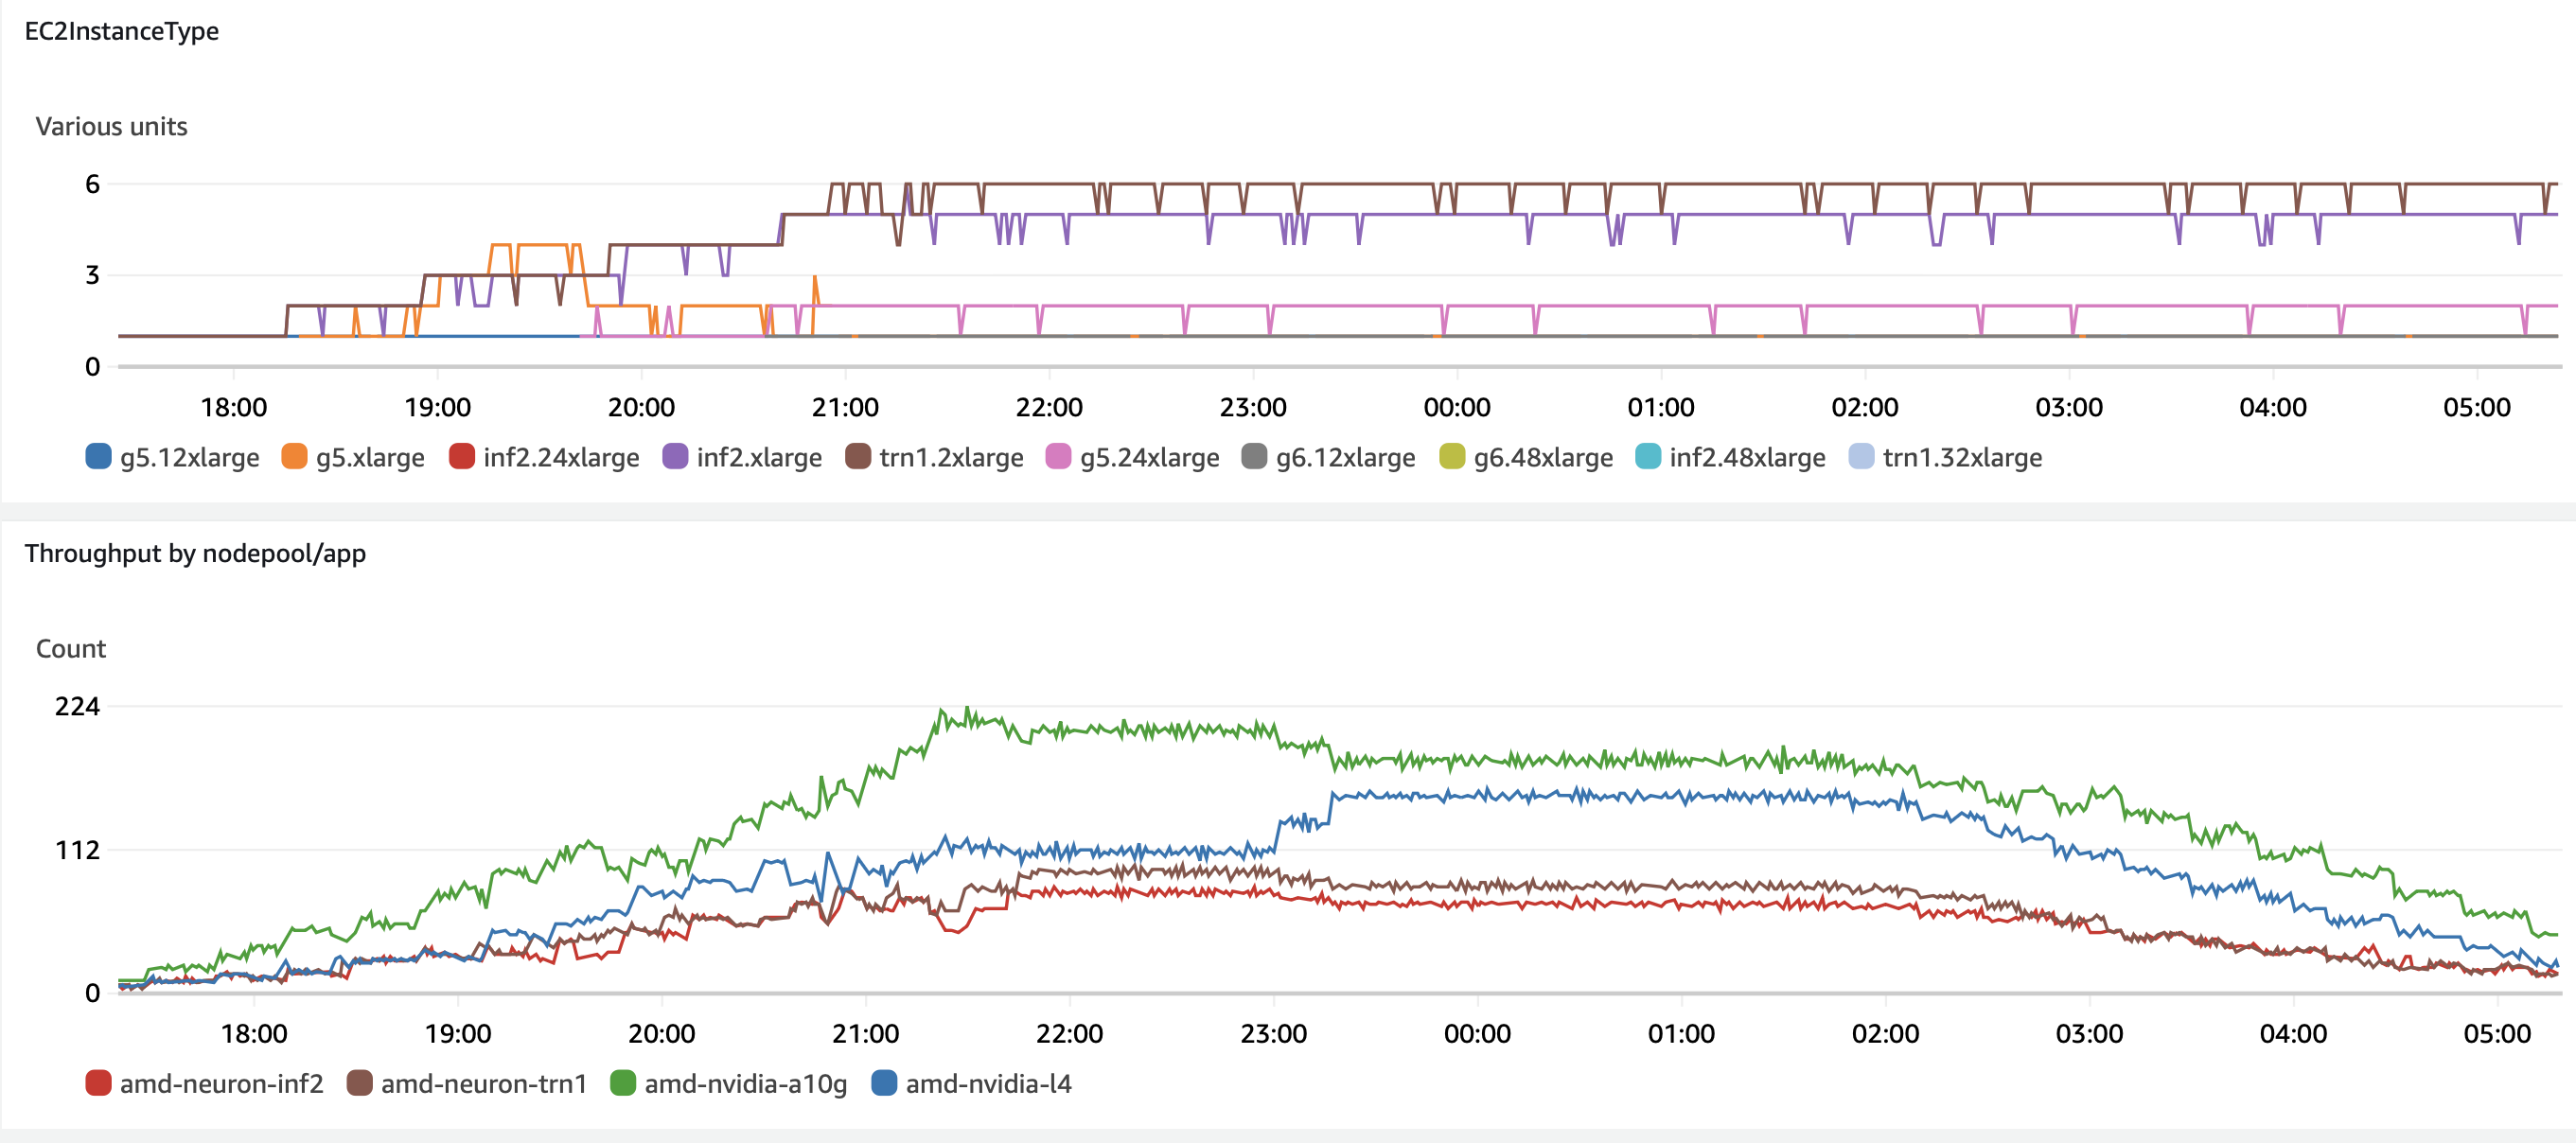 EC2InstanceType
Various units
6
3
0
18:00 19:00 20:00 21:00 22:00 23:00 00:00 01:00 02:00 03:00 04:00 05:00
g5.12xlarge g5.xlarge inf2.24xlarge inf2.xlarge trn1.2xlarge g5.24xlarge g6.12xlarge g6.48xlarge inf2.48xlarge trn1.32xlarge
Throughput by nodepool/app
Count
224
112
0
18:00 19:00 20:00 21:00 22:00 23:00 00:00 01:00 02:00 03:00 04:00 05:00
amd-neuron-inf2 amd-neuron-trn1 amd-nvidia-a10g amd-nvidia-l4